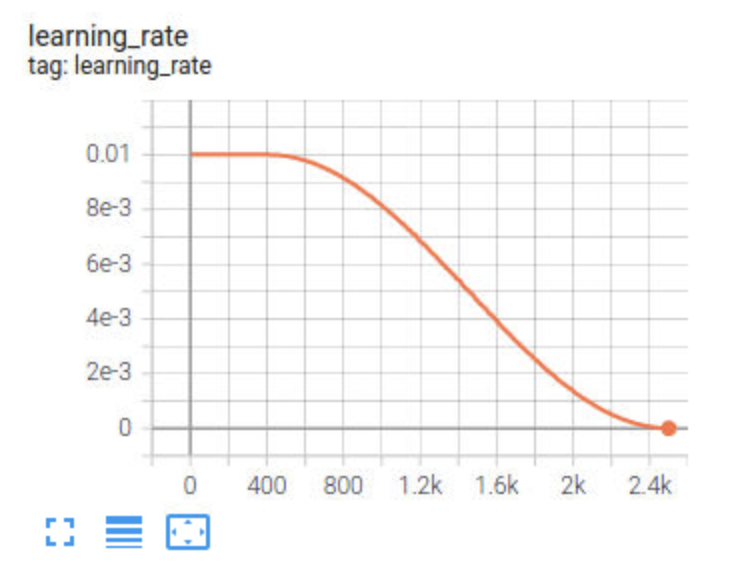 learning_rate
tag: learning_rate
0.01
8e-3
6e-3
4e-3
2e-3
0
0 400 800 1.2k 1.6k 2k 2.4k